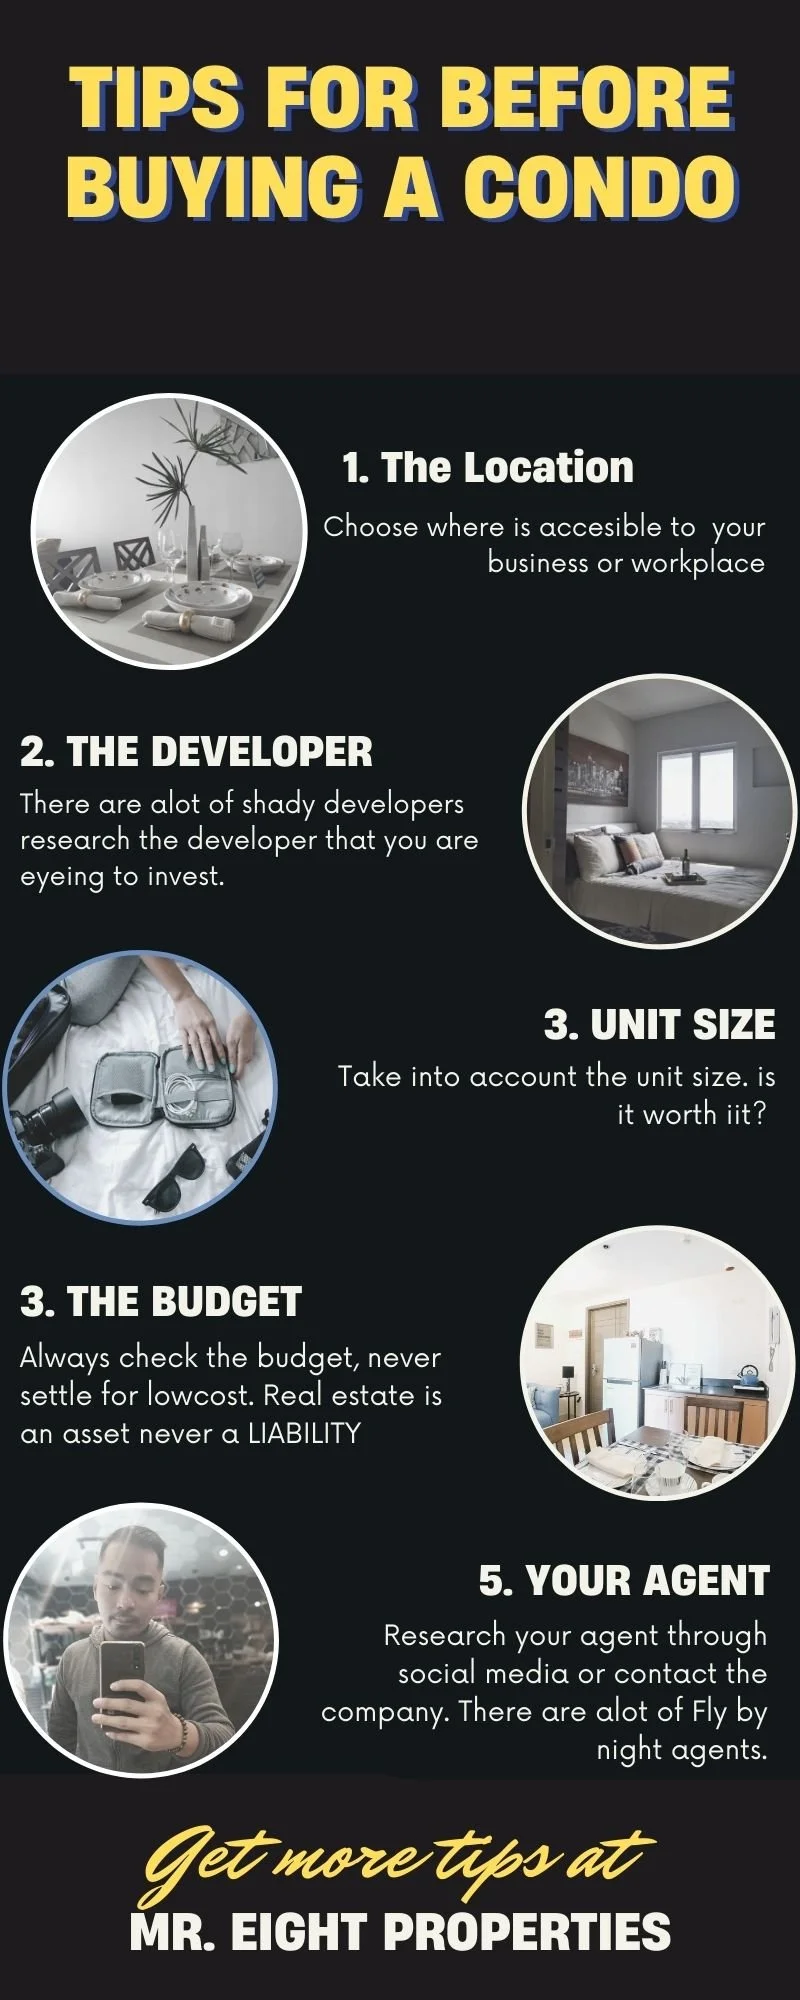 TIPS FOR BEFORE
BUYING A CONDO
1. The Location
Choose where is accesible to your
business or workplace
2. THE DEVELOPER
There are alot of shady developers
research the developer that you are
eyeing to invest.
3. UNIT SIZE
Take into account the unit size. is
it worth iit?
3. THE BUDGET
Always check the budget, never
settle for lowcost. Real estate is
an asset never a LIABILITY
5. YOUR AGENT
Research your agent through
social media or contact the
company. There are alot of Fly by
night agents.
Get more tips at
MR. EIGHT PROPERTIES